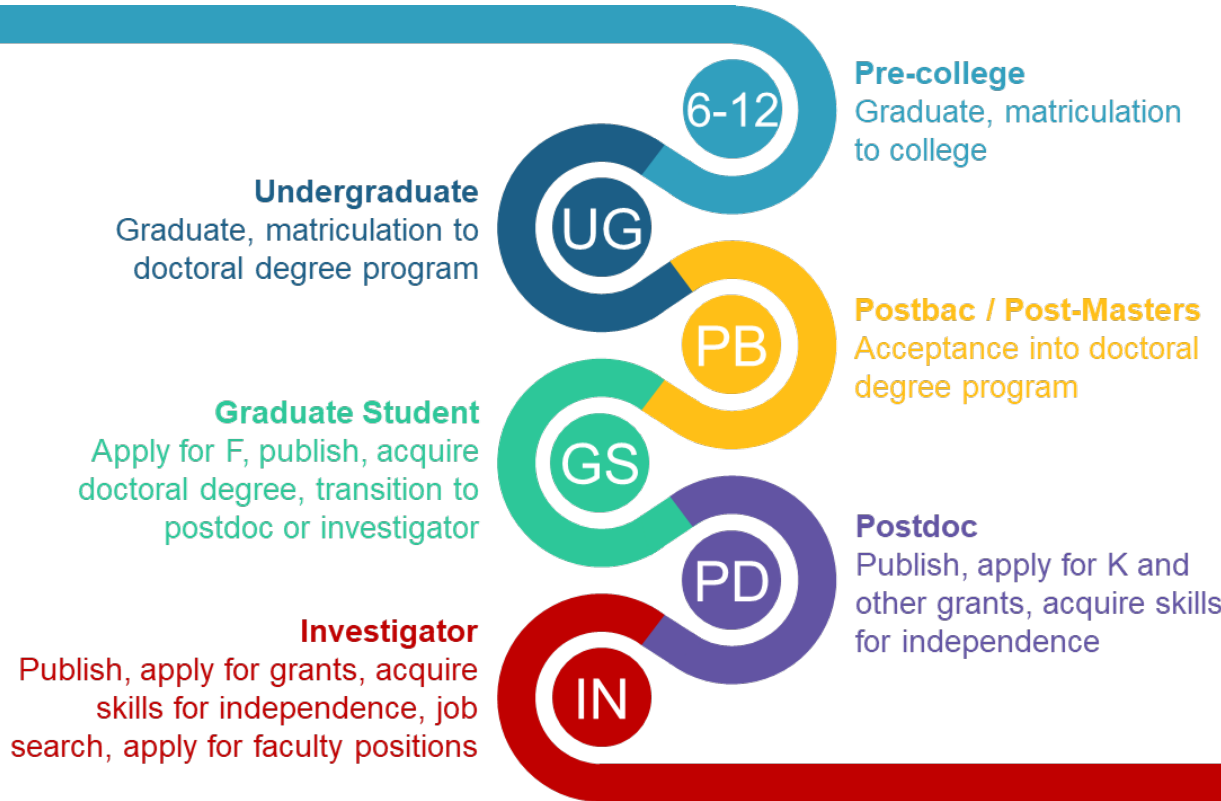 6-12
Pre-college
Graduate, matriculation
to college
Undergraduate
Graduate, matriculation to
doctoral degree program
UG
Postbac / Post-Masters
Acceptance into doctoral
degree program
PB
Graduate Student
Apply for F, publish, acquire
doctoral degree, transition to
postdoc or investigator
GS
Postdoc
Publish, apply for K and
other grants, acquire skills
for independence
PD
Investigator
Publish, apply for grants, acquire
skills for independence, job
search, apply for faculty positions
IN